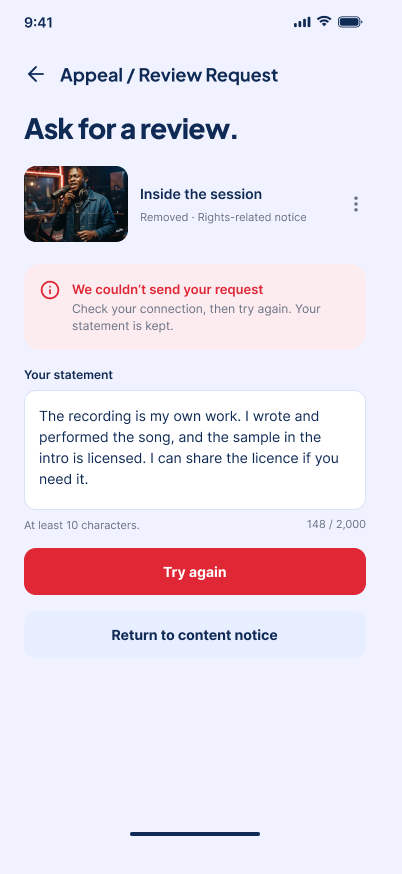 9:41
Appeal / Review Request
Ask for a review.
Inside the session
Removed · Rights-related notice
We couldn’t send your request
Check your connection, then try again. Your
statement is kept.
Your statement
The recording is my own work. I wrote and
performed the song, and the sample in the
intro is licensed. I can share the licence if you
need it.
At least 10 characters.
148 / 2,000
Try again
Return to content notice